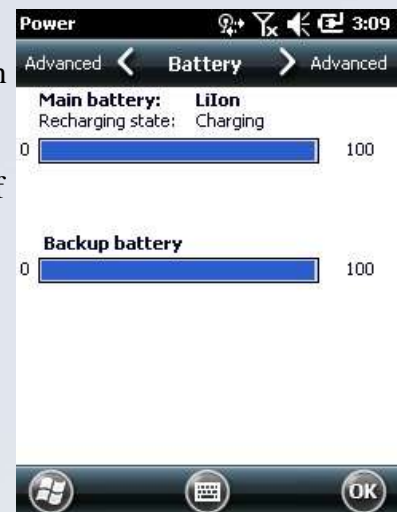 Power 3:09
Advanced Battery Advanced
n
Main battery: LiIon
Recharging state: Charging
0 100
f
Backup battery
0 100
OK